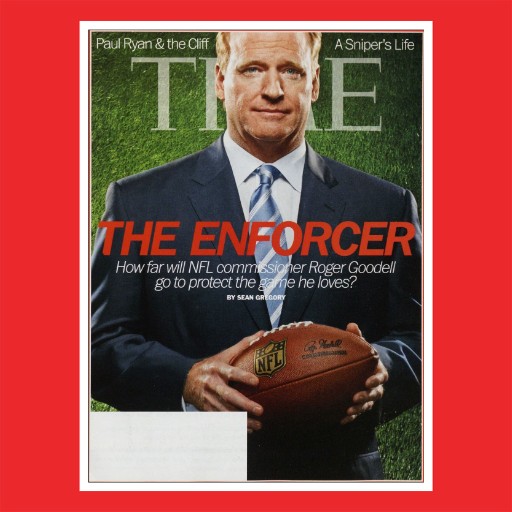 Paul Ryan & the Cliff
A Sniper's Life
TIME
THE ENFORCER
How far will NFL commissioner Roger Goodell
go to protect the game he loves?
BY SEAN GREGORY
NFL